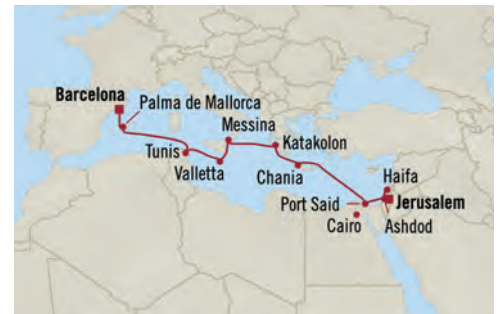 Barcelona
Palma de Mallorca
Messina
Tunis
Katakolon
Valletta
Chania
Haifa
Port Said
Jerusalem
Cairo
Ashdod